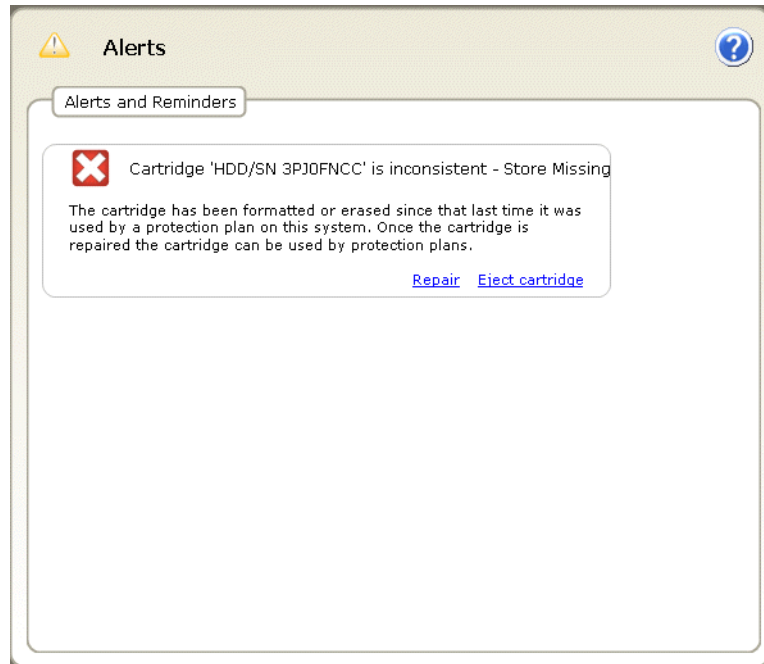 Alerts
Alerts and Reminders
Cartridge 'HDD/SN 3PJ0FNCC' is inconsistent - Store Missing
The cartridge has been formatted or erased since that last time it was
used by a protection plan on this system. Once the cartridge is
repaired the cartridge can be used by protection plans.
Repair Eject cartridge